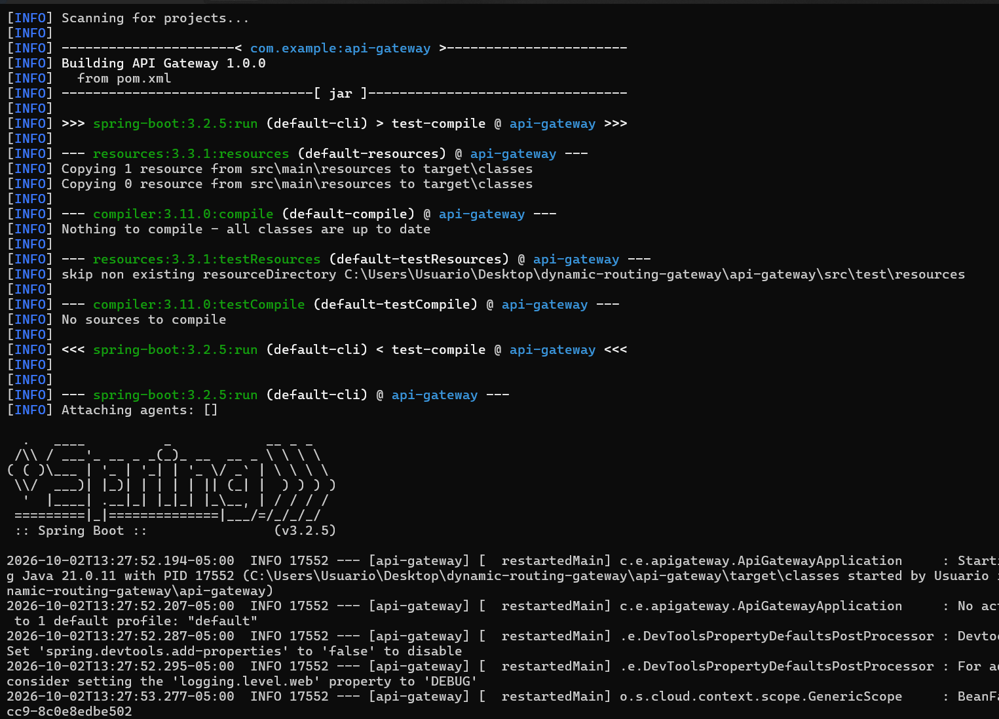 [INFO] Scanning for projects...
[INFO]
[INFO] ----------------------< com.example:api-gateway >-----------------------
[INFO] Building API Gateway 1.0.0
[INFO]   from pom.xml
[INFO] --------------------------------[ jar ]---------------------------------
[INFO]
[INFO] >>> spring-boot:3.2.5:run (default-cli) > test-compile @ api-gateway >>>
[INFO]
[INFO] --- resources:3.3.1:resources (default-resources) @ api-gateway ---
[INFO] Copying 1 resource from src\main\resources to target\classes
[INFO] Copying 0 resource from src\main\resources to target\classes
[INFO]
[INFO] --- compiler:3.11.0:compile (default-compile) @ api-gateway ---
[INFO] Nothing to compile - all classes are up to date
[INFO]
[INFO] --- resources:3.3.1:testResources (default-testResources) @ api-gateway ---
[INFO] skip non existing resourceDirectory C:\Users\Usuario\Desktop\dynamic-routing-gateway\api-gateway\src\test\resources
[INFO]
[INFO] --- compiler:3.11.0:testCompile (default-testCompile) @ api-gateway ---
[INFO] No sources to compile
[INFO]
[INFO] <<< spring-boot:3.2.5:run (default-cli) < test-compile @ api-gateway <<<
[INFO]
[INFO]
[INFO] --- spring-boot:3.2.5:run (default-cli) @ api-gateway ---
[INFO] Attaching agents: []

  .   ____          _            __ _ _
 /\\ / ___'_ __ _ _(_)_ __  __ _ \ \ \ \
( ( )\___ | '_ | '_| | '_ \/ _` | \ \ \ \
 \\/  ___)| |_)| | | | | || (_| |  ) ) ) )
  '  |____| .__|_| |_|_| |_\__, | / / / /
 =========|_|==============|___/=/_/_/_/
 :: Spring Boot ::                (v3.2.5)

2026-10-02T13:27:52.194-05:00  INFO 17552 --- [api-gateway] [  restartedMain] c.e.apigateway.ApiGatewayApplication     : Starti
g Java 21.0.11 with PID 17552 (C:\Users\Usuario\Desktop\dynamic-routing-gateway\api-gateway\target\classes started by Usuario i
namic-routing-gateway\api-gateway)
2026-10-02T13:27:52.207-05:00  INFO 17552 --- [api-gateway] [  restartedMain] c.e.apigateway.ApiGatewayApplication     : No act
 to 1 default profile: "default"
2026-10-02T13:27:52.287-05:00  INFO 17552 --- [api-gateway] [  restartedMain] .e.DevToolsPropertyDefaultsPostProcessor : Devtoo
Set 'spring.devtools.add-properties' to 'false' to disable
2026-10-02T13:27:52.295-05:00  INFO 17552 --- [api-gateway] [  restartedMain] .e.DevToolsPropertyDefaultsPostProcessor : For ad
consider setting the 'logging.level.web' property to 'DEBUG'
2026-10-02T13:27:53.277-05:00  INFO 17552 --- [api-gateway] [  restartedMain] o.s.cloud.context.scope.GenericScope     : BeanFa
cc9-8c0e8edbe502